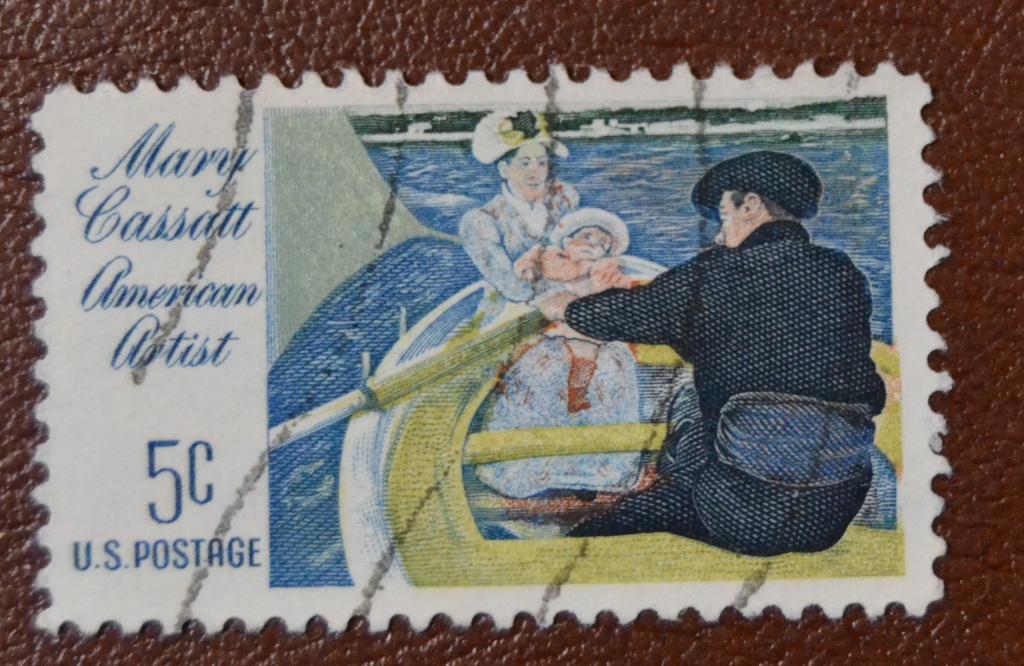 Mary
Cassatt
American
Artist
5c
U.S. POSTAGE